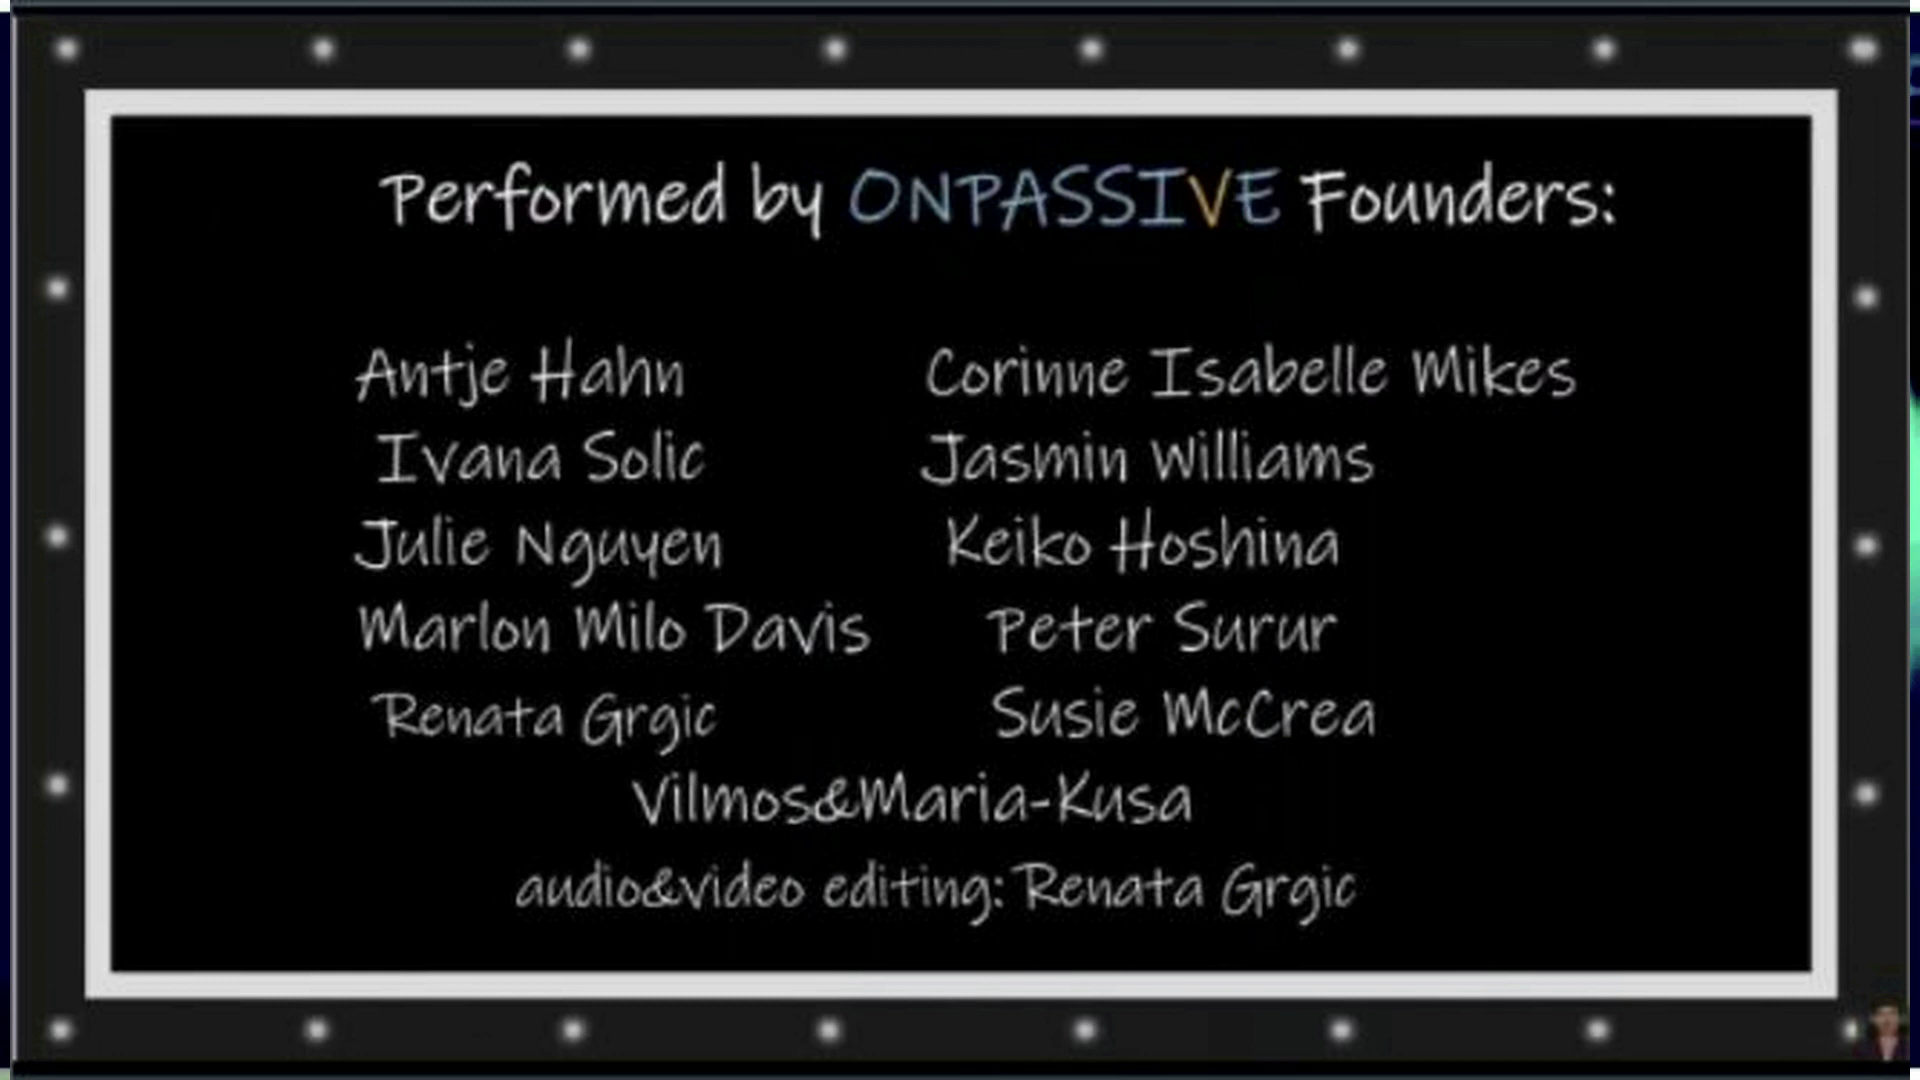 Performed by ONPASSIVE Founders:
Antje Hahn Corinne Isabelle Mikes
Ivana Solic Jasmin Williams
Julie Nguyen Keiko Hoshina
Marlon Milo Davis Peter Surur
Renata Grgic Susie McCrea
Vilmos&Maria-Kusa
audio&video editing: Renata Grgic